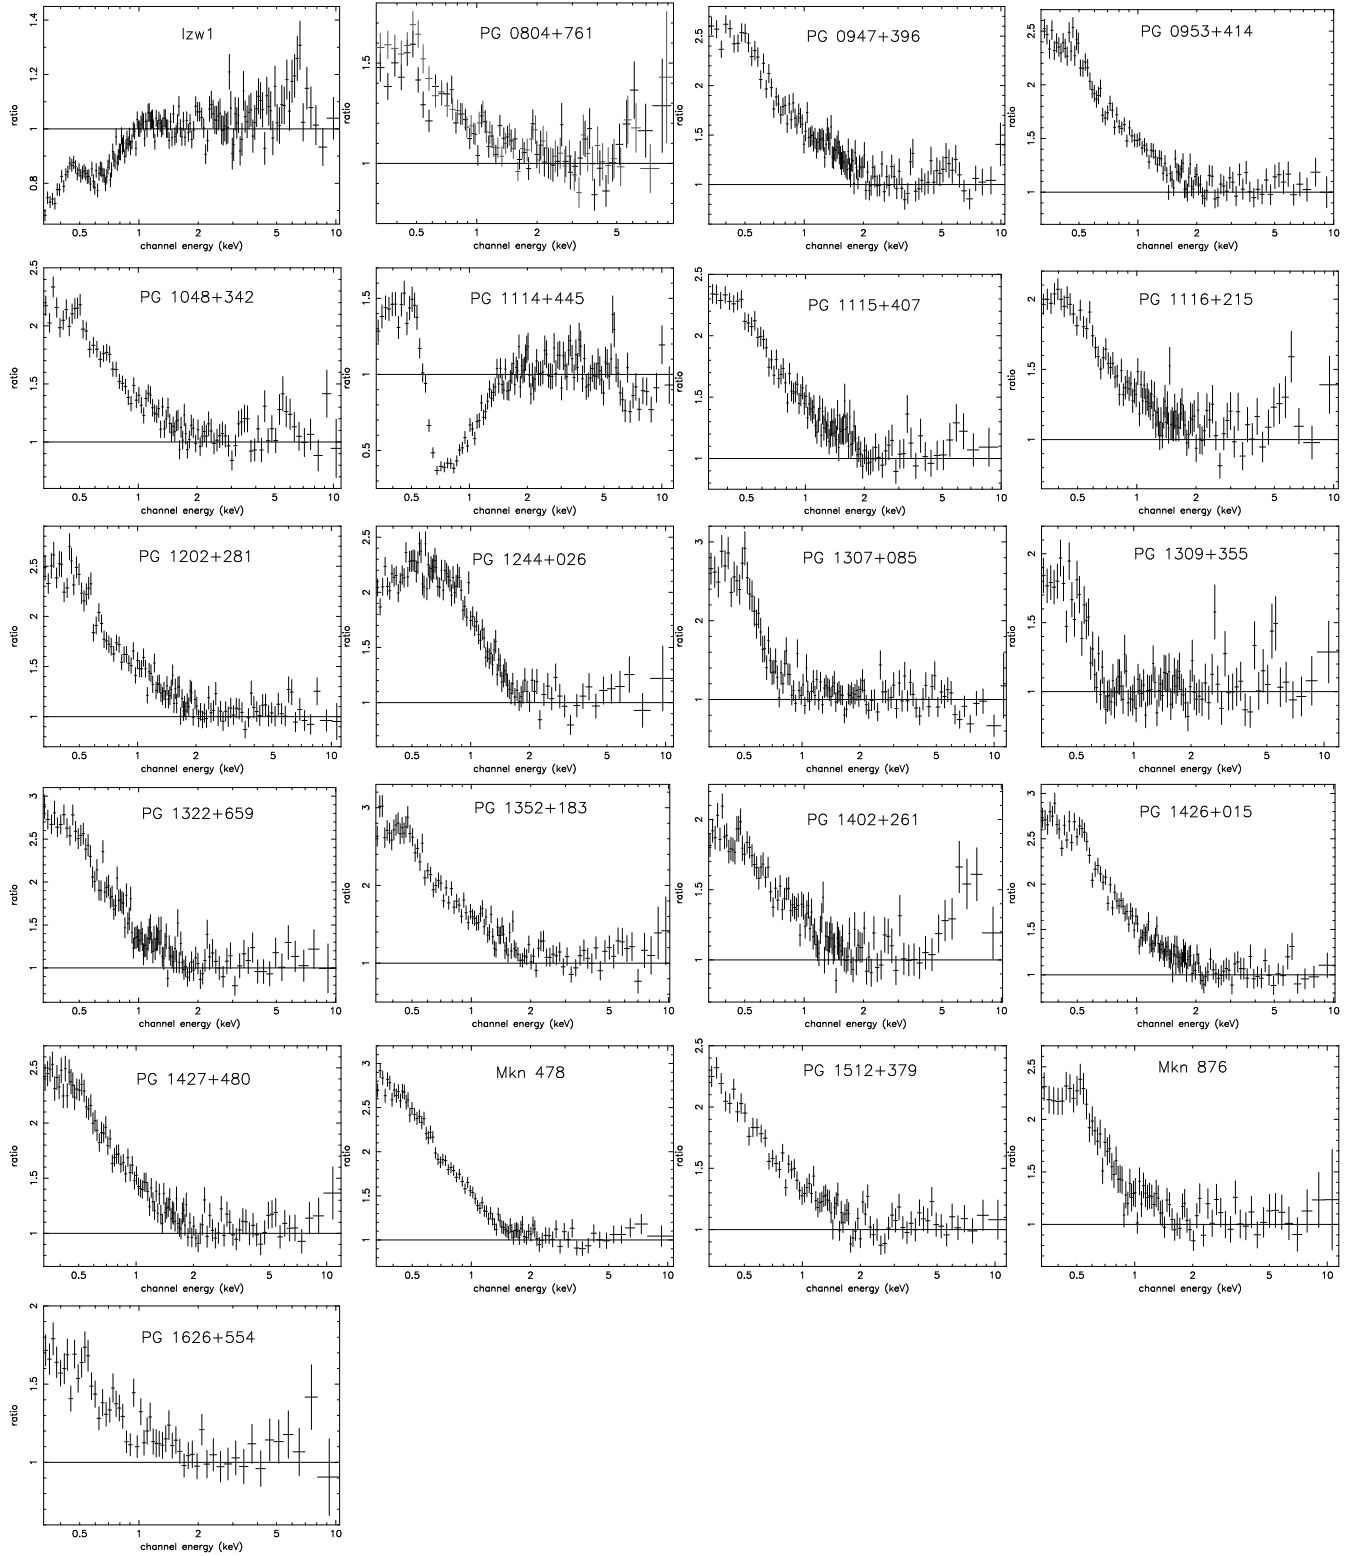 Izw1
ratio
1.4
1.2
1
0.8
0.5 1 2 5 10
channel energy (keV)
PG 0804+761
ratio
1.5
1
0.5 1 2 5
channel energy (keV)
PG 0947+396
ratio
2.5
2
1.5
1
0.5 1 2 5 10
channel energy (keV)
PG 0953+414
ratio
2.5
2
1.5
1
0.5 1 2 5 10
channel energy (keV)
PG 1048+342
ratio
2.5
2
1.5
1
0.5 1 2 5 10
channel energy (keV)
PG 1114+445
ratio
1.5
1
0.5
0.5 1 2 5 10
channel energy (keV)
PG 1115+407
ratio
2.5
2
1.5
1
0.5 1 2 5 10
channel energy (keV)
PG 1116+215
ratio
2
1.5
1
0.5 1 2 5 10
channel energy (keV)
PG 1202+281
ratio
2.5
2
1.5
1
0.5 1 2 5 10
channel energy (keV)
PG 1244+026
ratio
2.5
2
1.5
1
0.5 1 2 5 10
channel energy (keV)
PG 1307+085
ratio
3
2
1
0.5 1 2 5 10
channel energy (keV)
PG 1309+355
ratio
2
1.5
1
0.5 1 2 5 10
channel energy (keV)
PG 1322+659
ratio
3
2.5
2
1.5
1
0.5 1 2 5 10
channel energy (keV)
PG 1352+183
ratio
3
2
1
0.5 1 2 5 10
channel energy (keV)
PG 1402+261
ratio
2
1.5
1
0.5 1 2 5 10
channel energy (keV)
PG 1426+015
ratio
3
2.5
2
1.5
1
0.5 1 2 5 10
channel energy (keV)
PG 1427+480
ratio
2.5
2
1.5
1
0.5 1 2 5 10
channel energy (keV)
Mkn 478
ratio
3
2.5
2
1.5
1
0.5 1 2 5 10
channel energy (keV)
PG 1512+379
ratio
2.5
2
1.5
1
0.5 1 2 5 10
channel energy (keV)
Mkn 876
ratio
2.5
2
1.5
1
0.5 1 2 5 10
channel energy (keV)
PG 1626+554
ratio
2
1.5
1
0.5 1 2 5 10
channel energy (keV)